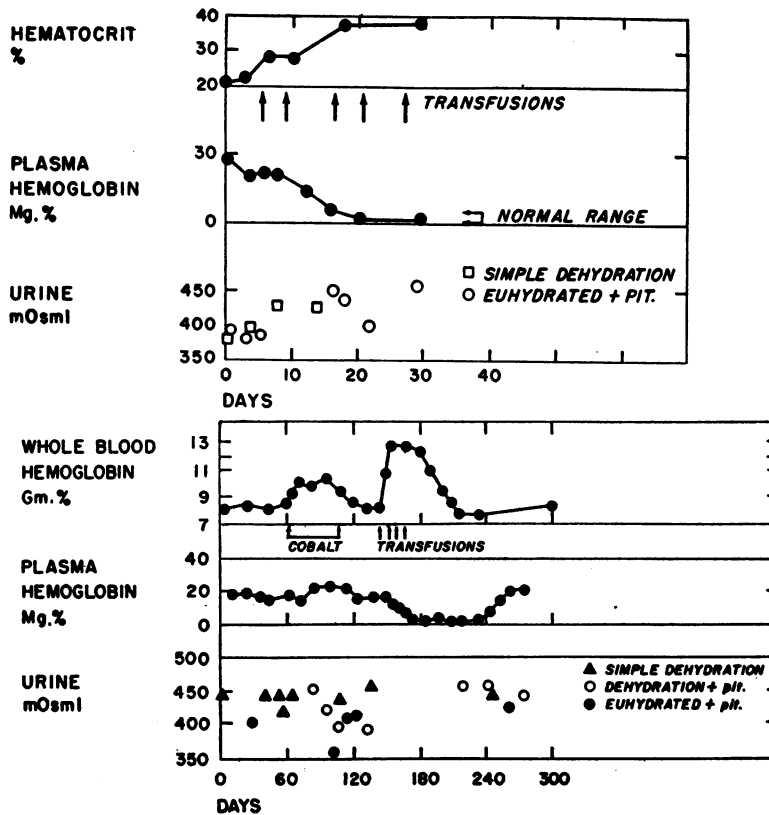 HEMATOCRIT
%
40
30
20
TRANSFUSIONS
PLASMA
HEMOGLOBIN
Mg.%
30
0
NORMAL RANGE
URINE
mOsml
450
400
350
SIMPLE DEHYDRATION
EUHYDRATED + PIT.
0 10 20 30 40
DAYS
WHOLE BLOOD
HEMOGLOBIN
Gm.%
13
11
9
7
COBALT TRANSFUSIONS
PLASMA
HEMOGLOBIN
Mg.%
40
20
0
URINE
mOsml
500
450
400
350
SIMPLE DEHYDRATION
DEHYDRATION + pit.
EUHYDRATED + pit.
0 60 120 180 240 300
DAYS